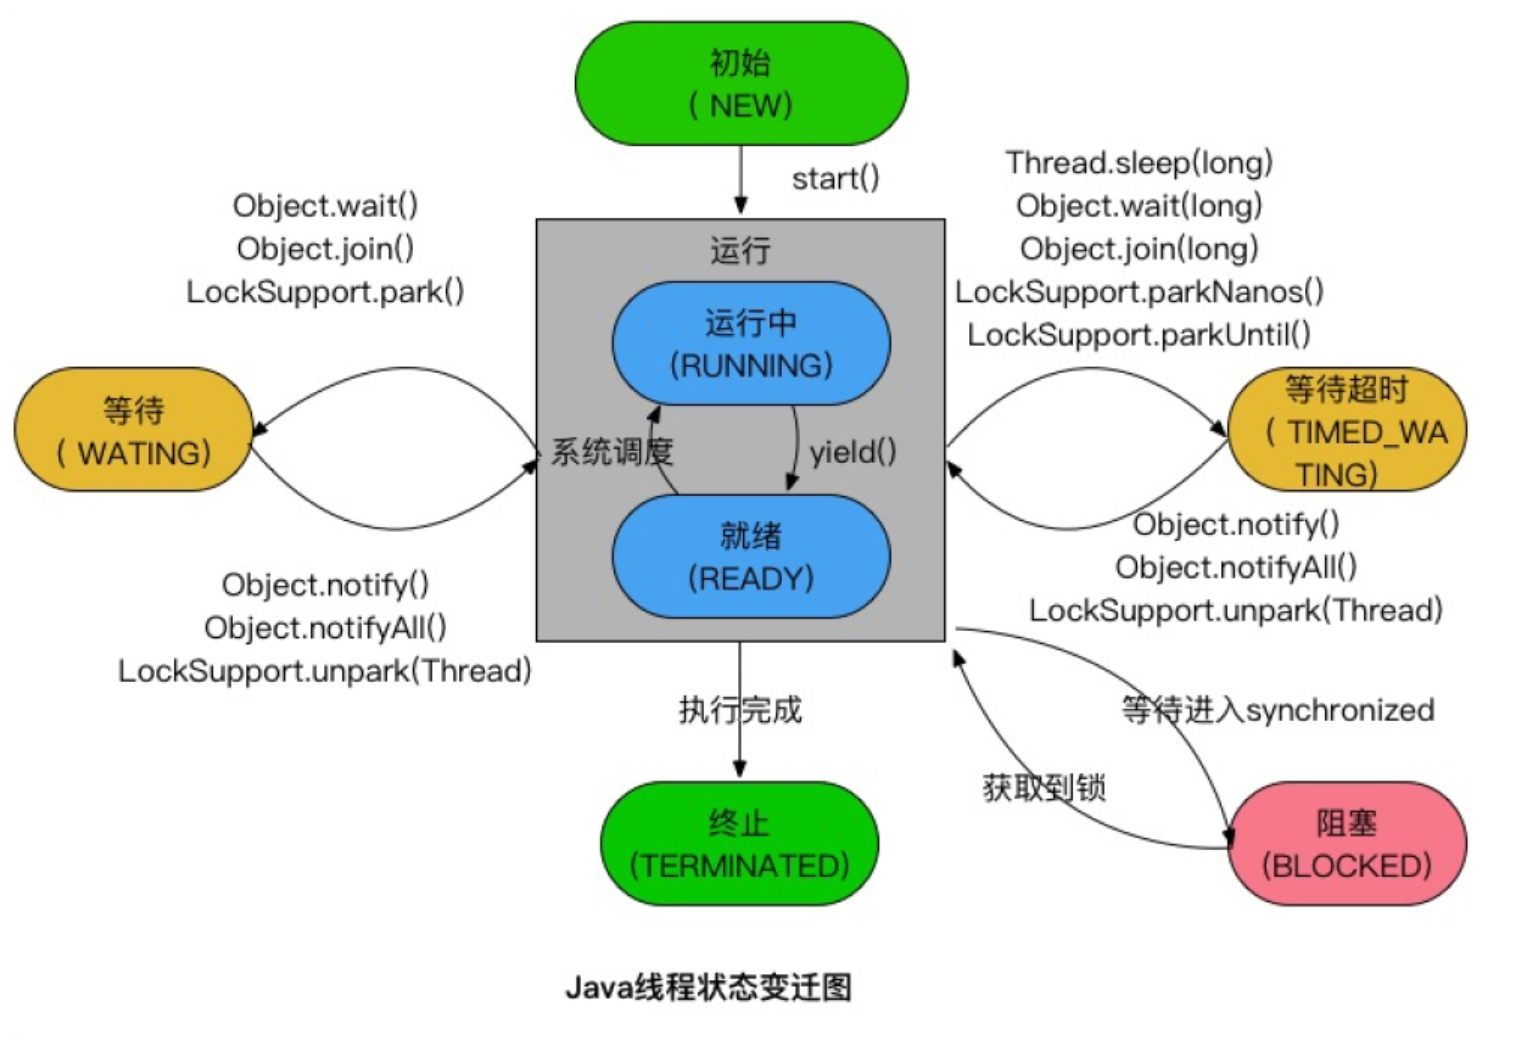 初始
( NEW)
start()
Object.wait()
Object.join()
LockSupport.park()
Thread.sleep(long)
Object.wait(long)
Object.join(long)
LockSupport.parkNanos()
LockSupport.parkUntil()
运行
运行中
(RUNNING)
等待
( WATING)
系统调度
yield()
等待超时
( TIMED_WA
TING)
就绪
(READY)
Object.notify()
Object.notifyAll()
LockSupport.unpark(Thread)
Object.notify()
Object.notifyAll()
LockSupport.unpark(Thread)
执行完成
等待进入synchronized
获取到锁
终止
(TERMINATED)
阻塞
(BLOCKED)
Java线程状态变迁图